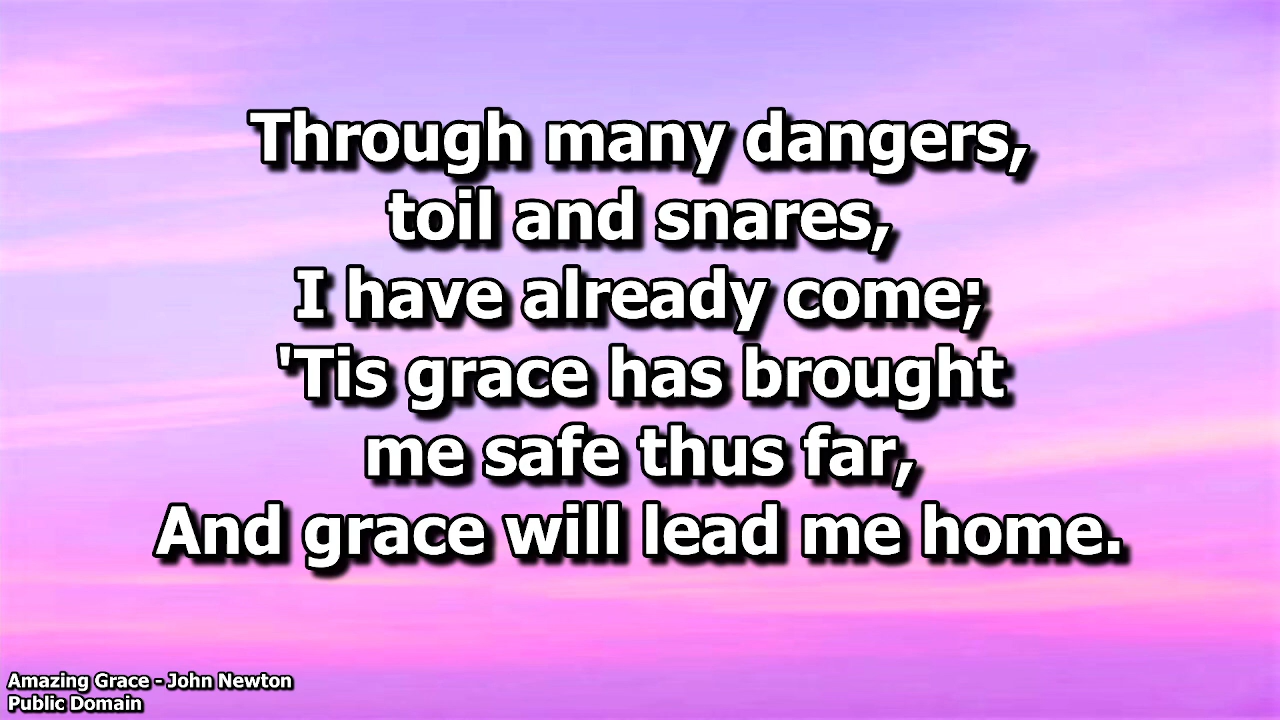 Through many dangers,
toil and snares,
I have already come;
'Tis grace has brought
me safe thus far,
And grace will lead me home.
Amazing Grace - John Newton
Public Domain